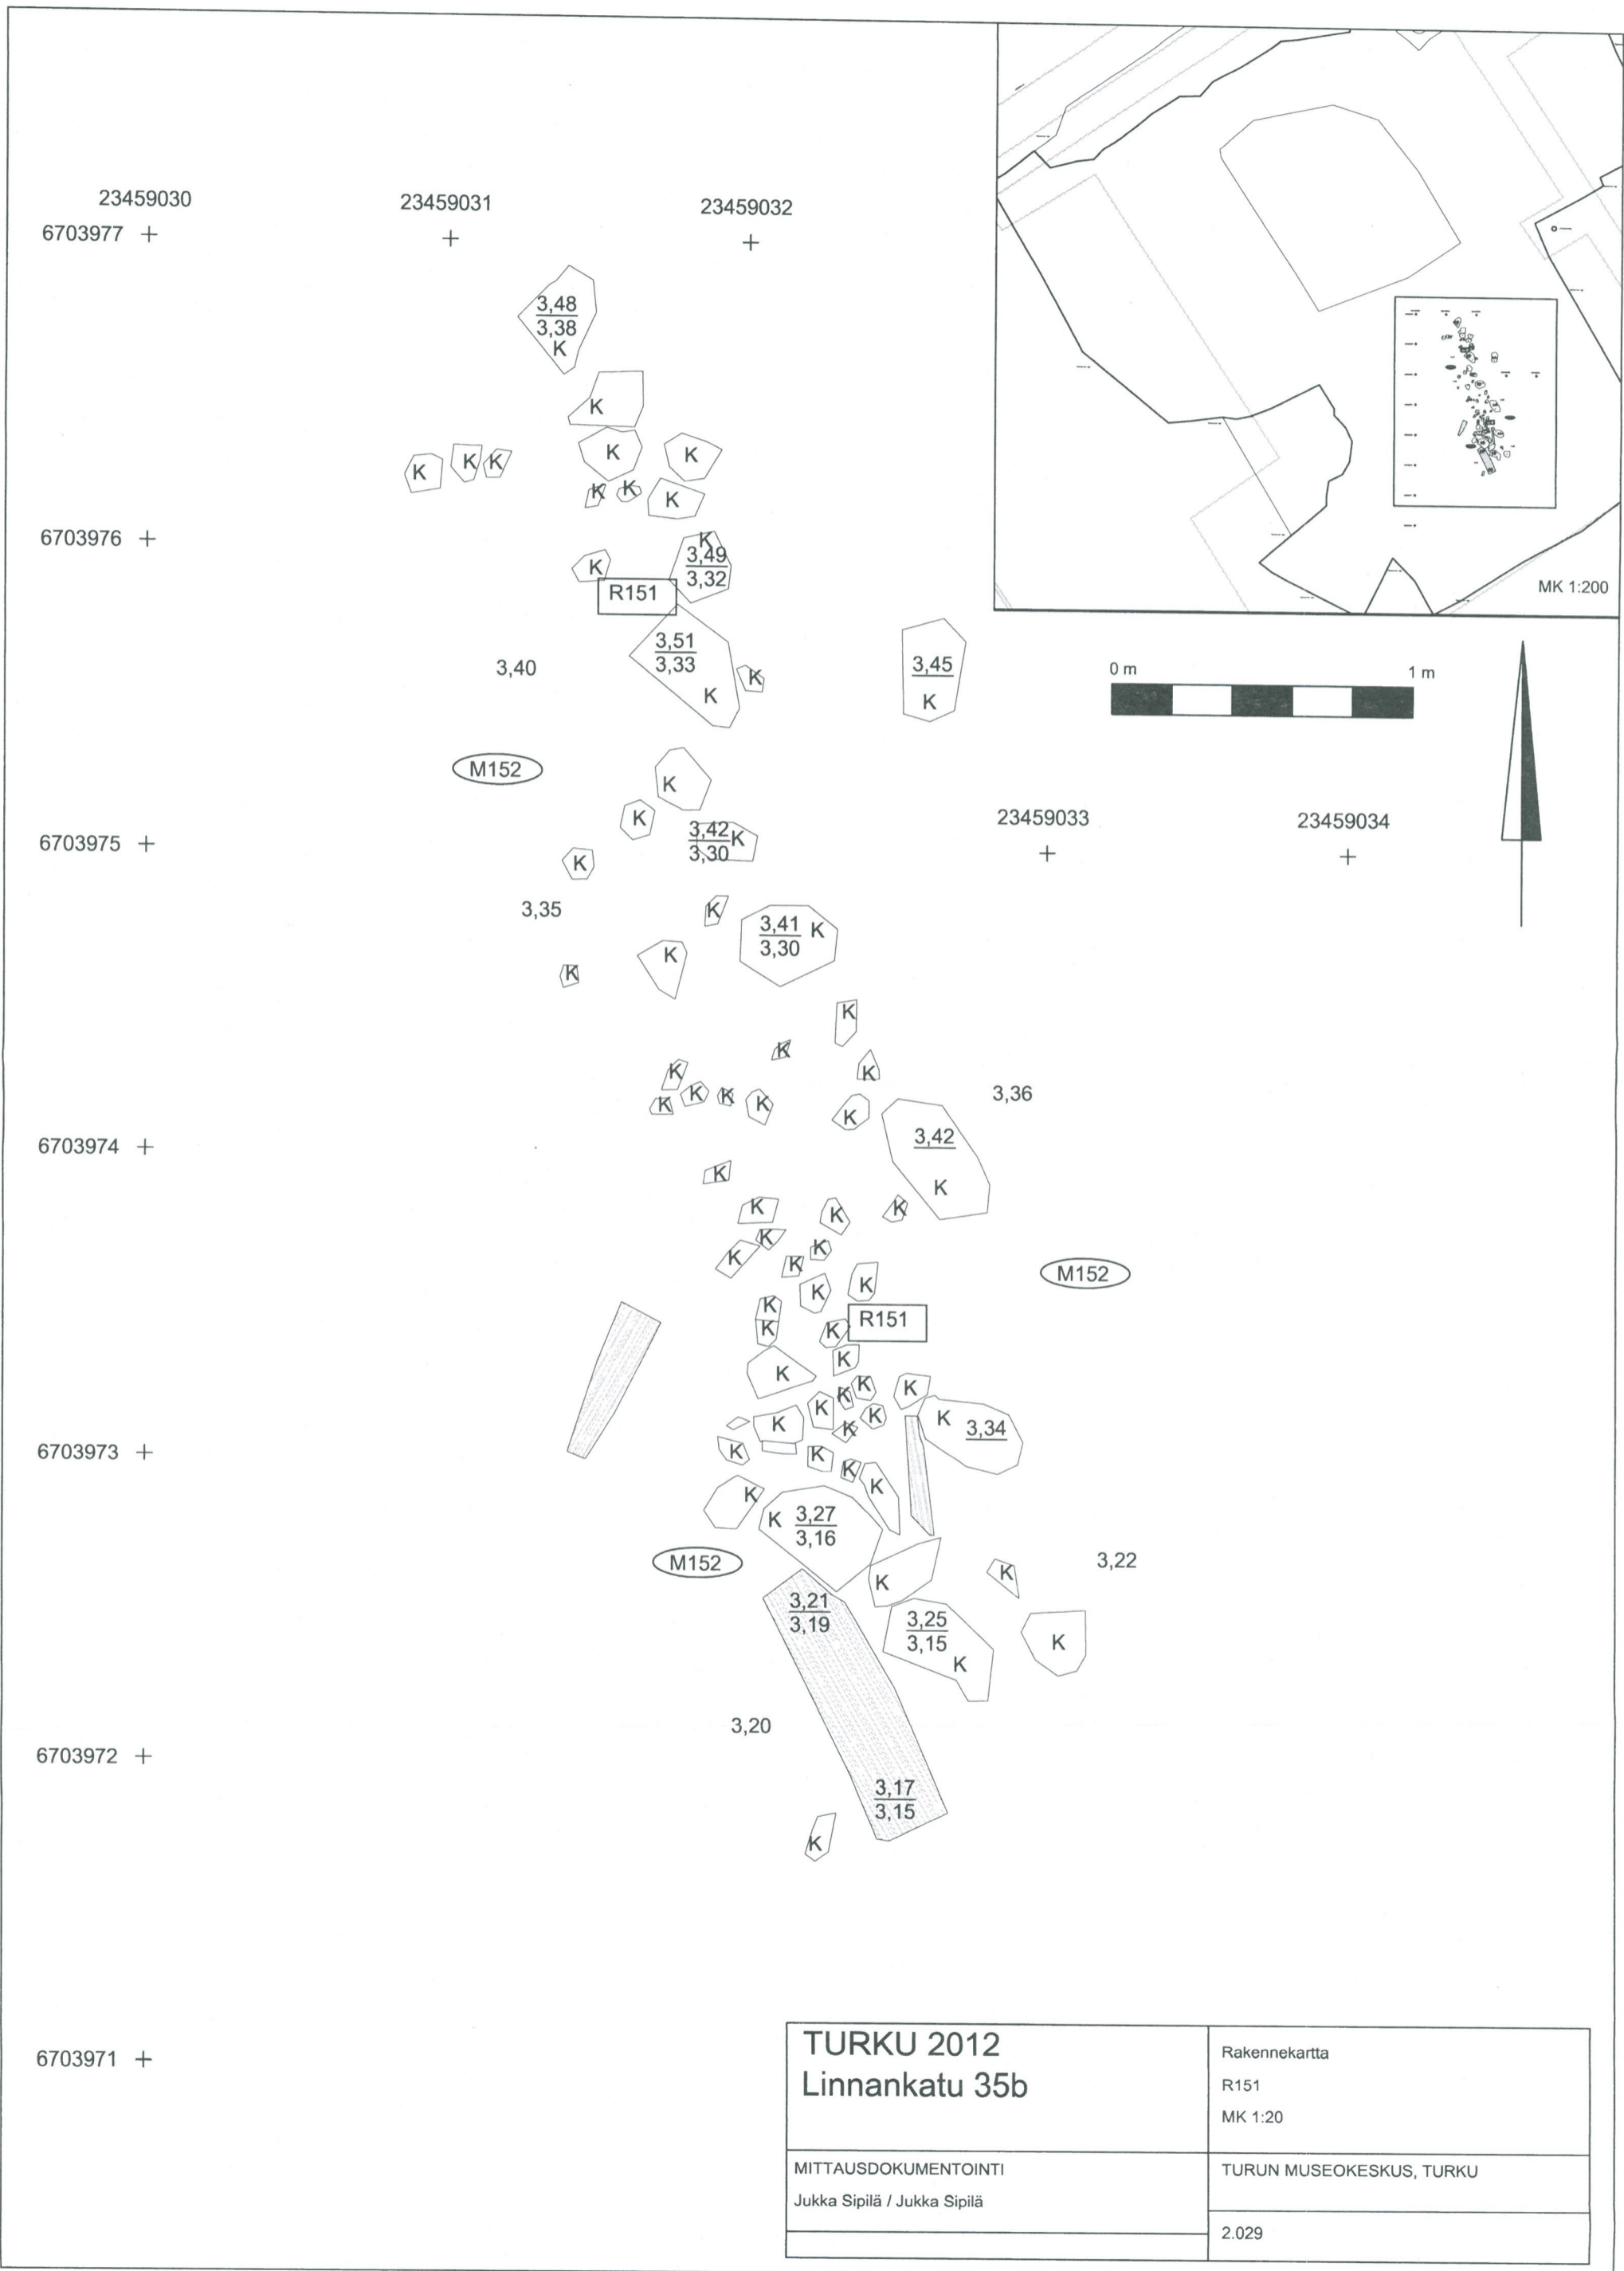 23459030
23459031
23459032
6703977
3,48
3,38
K
K
K
K
K
K
K
K
K
K
6703976
K
3,49
3,32
K
R151
MK 1:200
3,51
3,33
K
K
3,40
3,45
K
0 m
1 m
M152
K
K
3,42 K
3,30
K
6703975
23459033
23459034
3,35
K
3,41 K
3,30
K
K
K
K
K
K
K
K
K
K
K
3,36
3,42
K
6703974
K
K
K
K
K
K
K
K
K
K
M152
K
K
K
R151
K
K
K
K
K
K
K
K
K
K 3,34
K
K
K
6703973
K
K
K
K 3,27
3,16
M152
K
K
3,22
3,21
3,19
3,25
3,15
K
K
3,20
6703972
3,17
3,15
K
6703971
TURKU 2012
Linnankatu 35b
Rakennekartta
R151
MK 1:20
MITTAUSDOKUMENTOINTI
Jukka Sipilä / Jukka Sipilä
TURUN MUSEOKESKUS, TURKU
2.029